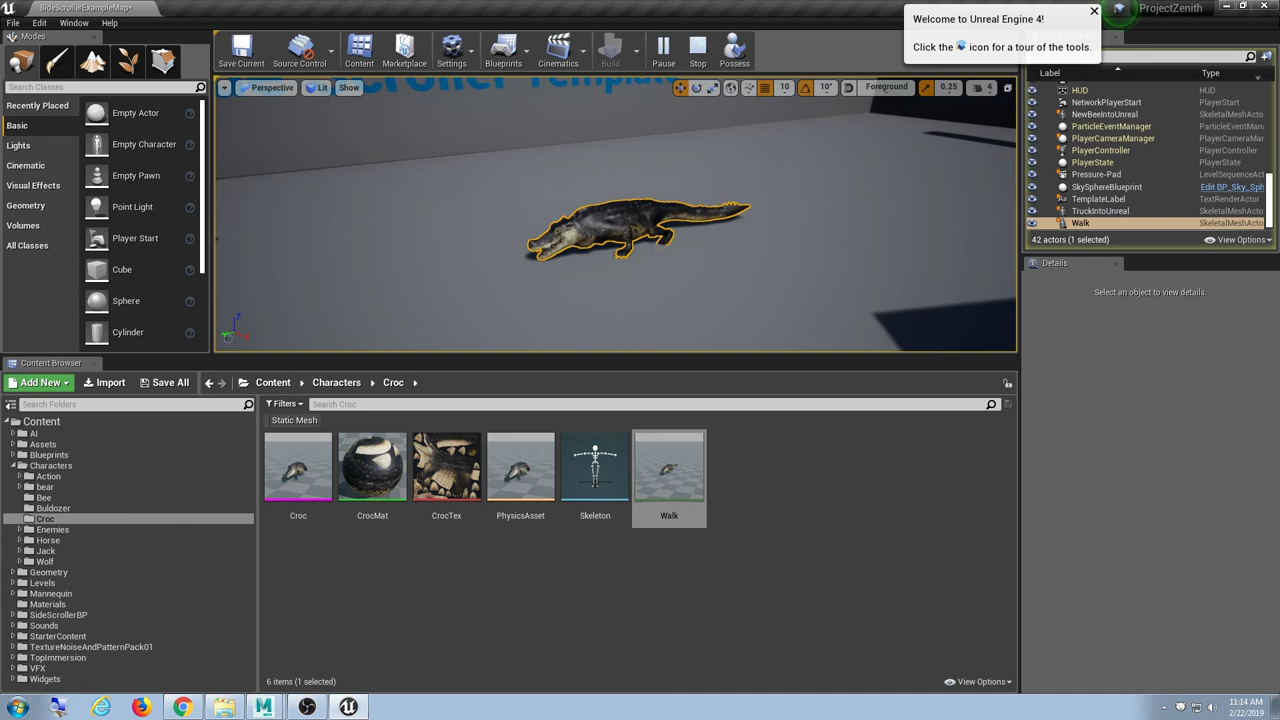 SideScrollerExampleMap*
ProjectZenith
File Edit Window Help
Welcome to Unreal Engine 4!
Click the icon for a tour of the tools.
Modes
Search Classes
Recently Placed
Basic
Lights
Cinematic
Visual Effects
Geometry
Volumes
All Classes
Empty Actor
Empty Character
Empty Pawn
Point Light
Player Start
Cube
Sphere
Cylinder
Save Current
Source Control
Content
Marketplace
Settings
Blueprints
Cinematics
Build
Pause
Stop
Possess
Perspective
Lit
Show
10
10°
Foreground
0.25
4
Z
Label Type
HUD HUD
NetworkPlayerStart PlayerStart
NewBeeIntoUnreal SkeletalMeshActo
ParticleEventManager ParticleEventMan
PlayerCameraManager PlayerCameraMar
PlayerController PlayerController
PlayerState PlayerState
Pressure-Pad LevelSequenceAct
SkySphereBlueprint Edit BP_Sky_Sph
TemplateLabel TextRenderActor
TruckIntoUnreal SkeletalMeshActo
Walk SkeletalMeshActo
42 actors (1 selected)
View Options
Details
Select an object to view details.
Content Browser
Add New
Import
Save All
Content
Characters
Croc
Search Folders
Filters
Search Croc
Static Mesh
Content
AI
Assets
Blueprints
Characters
Action
bear
Bee
Buldozer
Croc
Enemies
Horse
Jack
Wolf
Geometry
Levels
Mannequin
Materials
SideScrollerBP
Sounds
StarterContent
TextureNoiseAndPatternPack01
TopImmersion
VFX
Widgets
Croc
CrocMat
CrocTex
PhysicsAsset
Skeleton
Walk
6 items (1 selected)
View Options
11:14 AM
2/22/2019